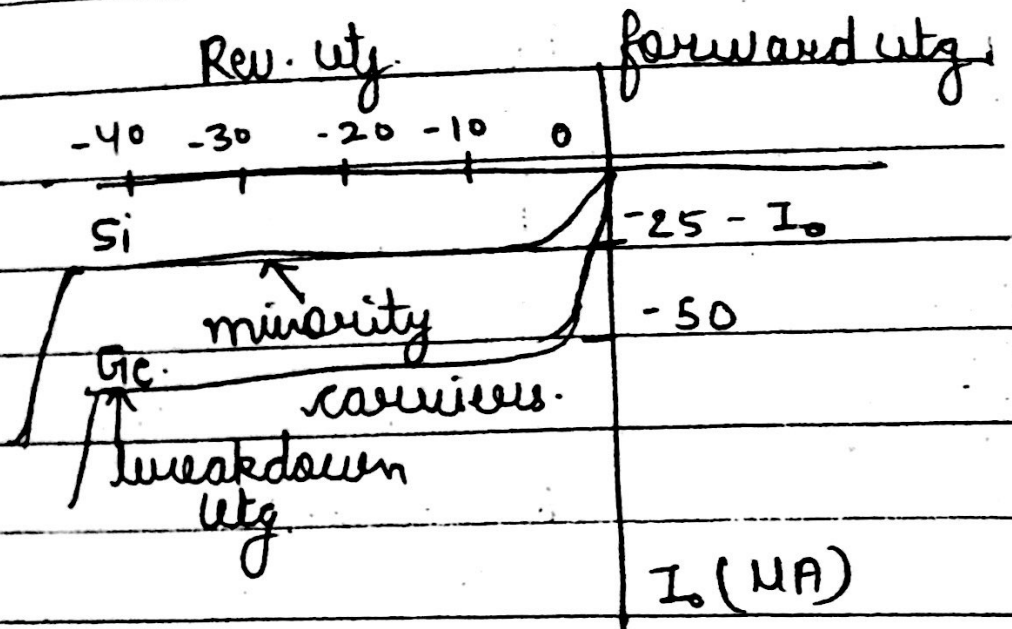 Rev. vtg.
forward vtg.
-40 -30 -20 -10 0
Si
-25 - I₀
minority
-50
Ge.
carriers.
breakdown
vtg.
I₀ (μA)